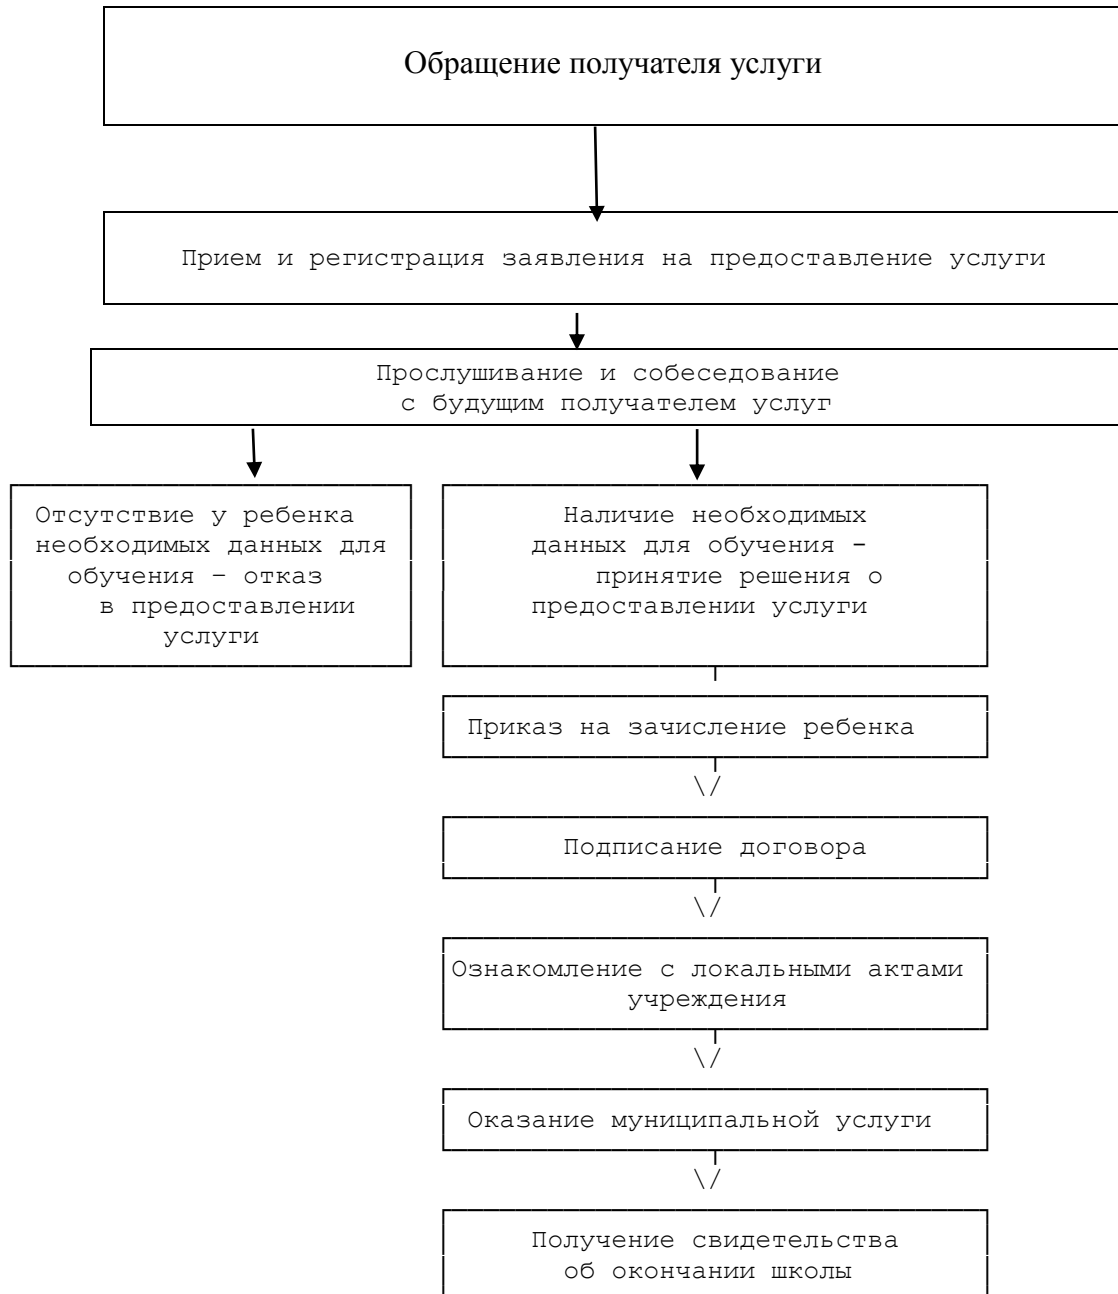 Обращение получателя услуги
Прием и регистрация заявления на предоставление услуги
Прослушивание и собеседование
с будущим получателем услуг
Отсутствие у ребенка
необходимых данных для
обучения – отказ
в предоставлении
услуги
Наличие необходимых
данных для обучения -
принятие решения о
предоставлении услуги
Приказ на зачисление ребенка
\/
Подписание договора
\/
Ознакомление с локальными актами
учреждения
\/
Оказание муниципальной услуги
\/
Получение свидетельства
об окончании школы